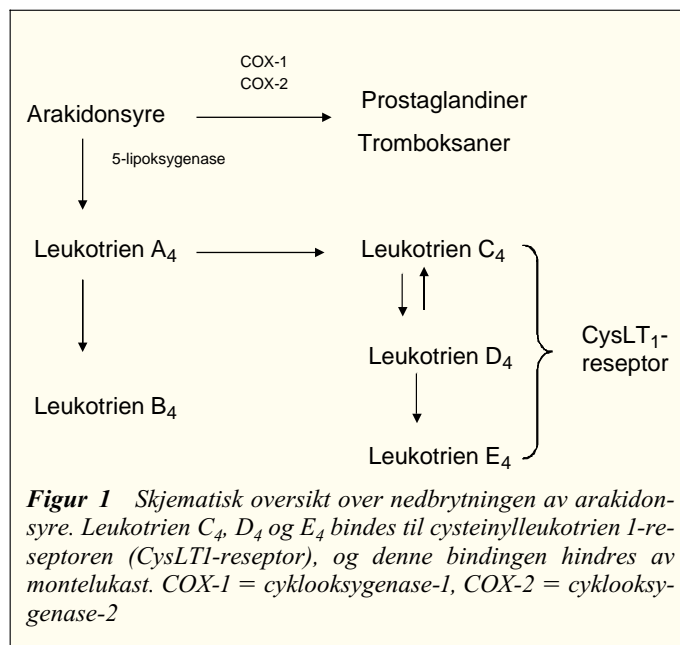 COX-1
COX-2
Arakidonsyre
Prostaglandiner
Tromboksaner
5-lipoksygenase
Leukotrien A4
Leukotrien C4
CysLT1-
reseptor
Leukotrien D4
Leukotrien B4
Leukotrien E4
Figur 1 Skjematisk oversikt over nedbrytningen av arakidon-
syre. Leukotrien C4, D4 og E4 bindes til cysteinylleukotrien 1-re-
septoren (CysLT1-reseptor), og denne bindingen hindres av
montelukast. COX-1 = cyklooksygenase-1, COX-2 = cyklooksy-
genase-2